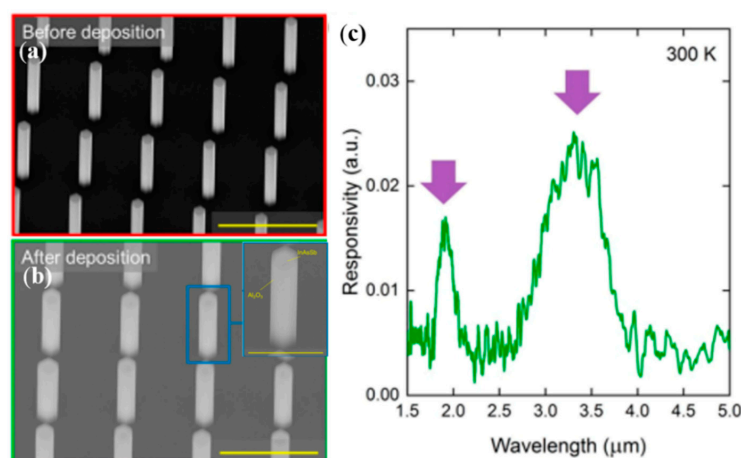 Before deposition
(a)
After deposition
(b)
InAsSb
Al₂O₃
(c)
300 K
Responsivity (a.u.)
0.03
0.02
0.01
0.00
1.5 2.0 2.5 3.0 3.5 4.0 4.5 5.0
Wavelength (μm)